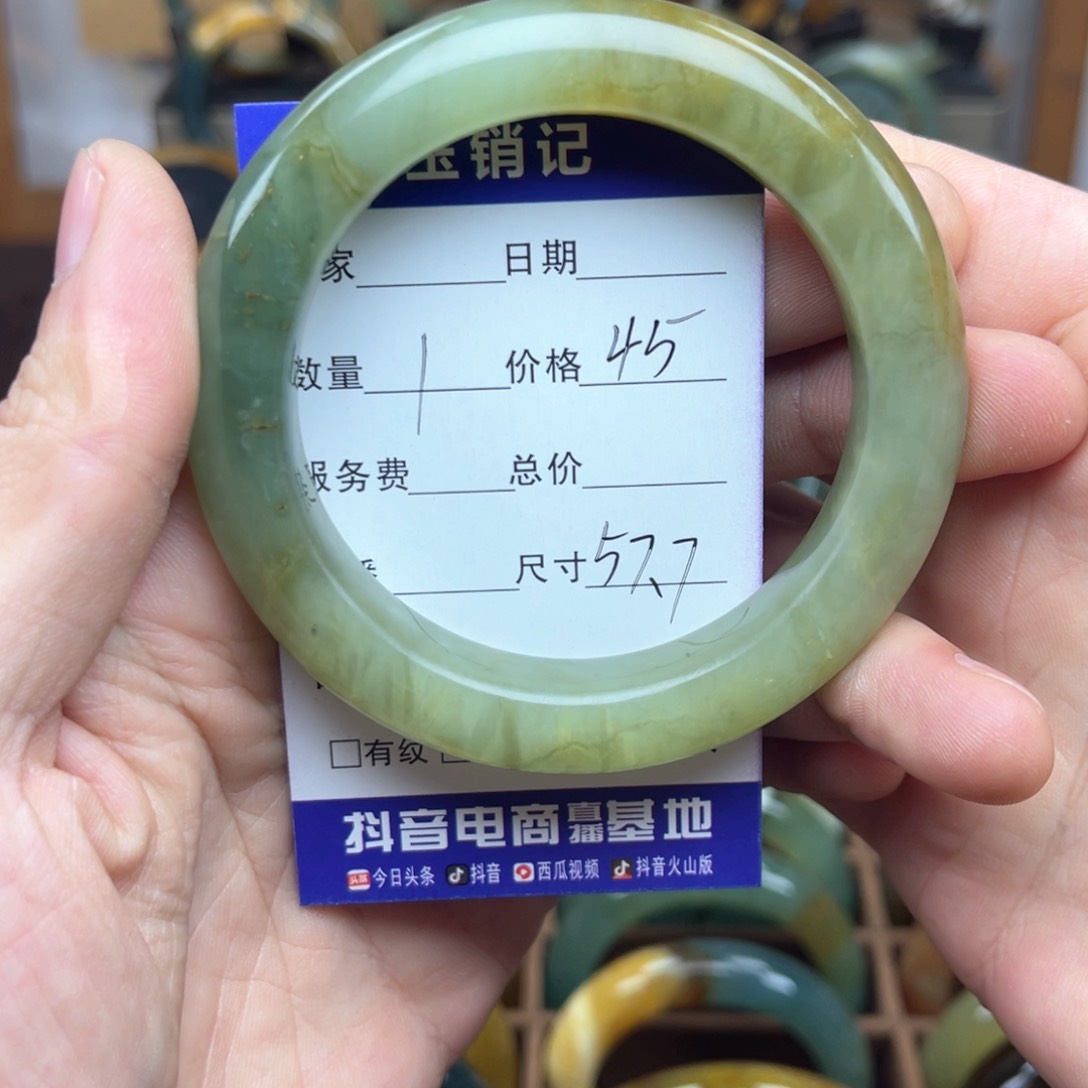 销记
家 日期
数量 1 价格 45
服务费 总价
尺寸 57.7
□有纹
抖音电商直播基地
头条 今日头条 抖音 西瓜视频 抖音火山版